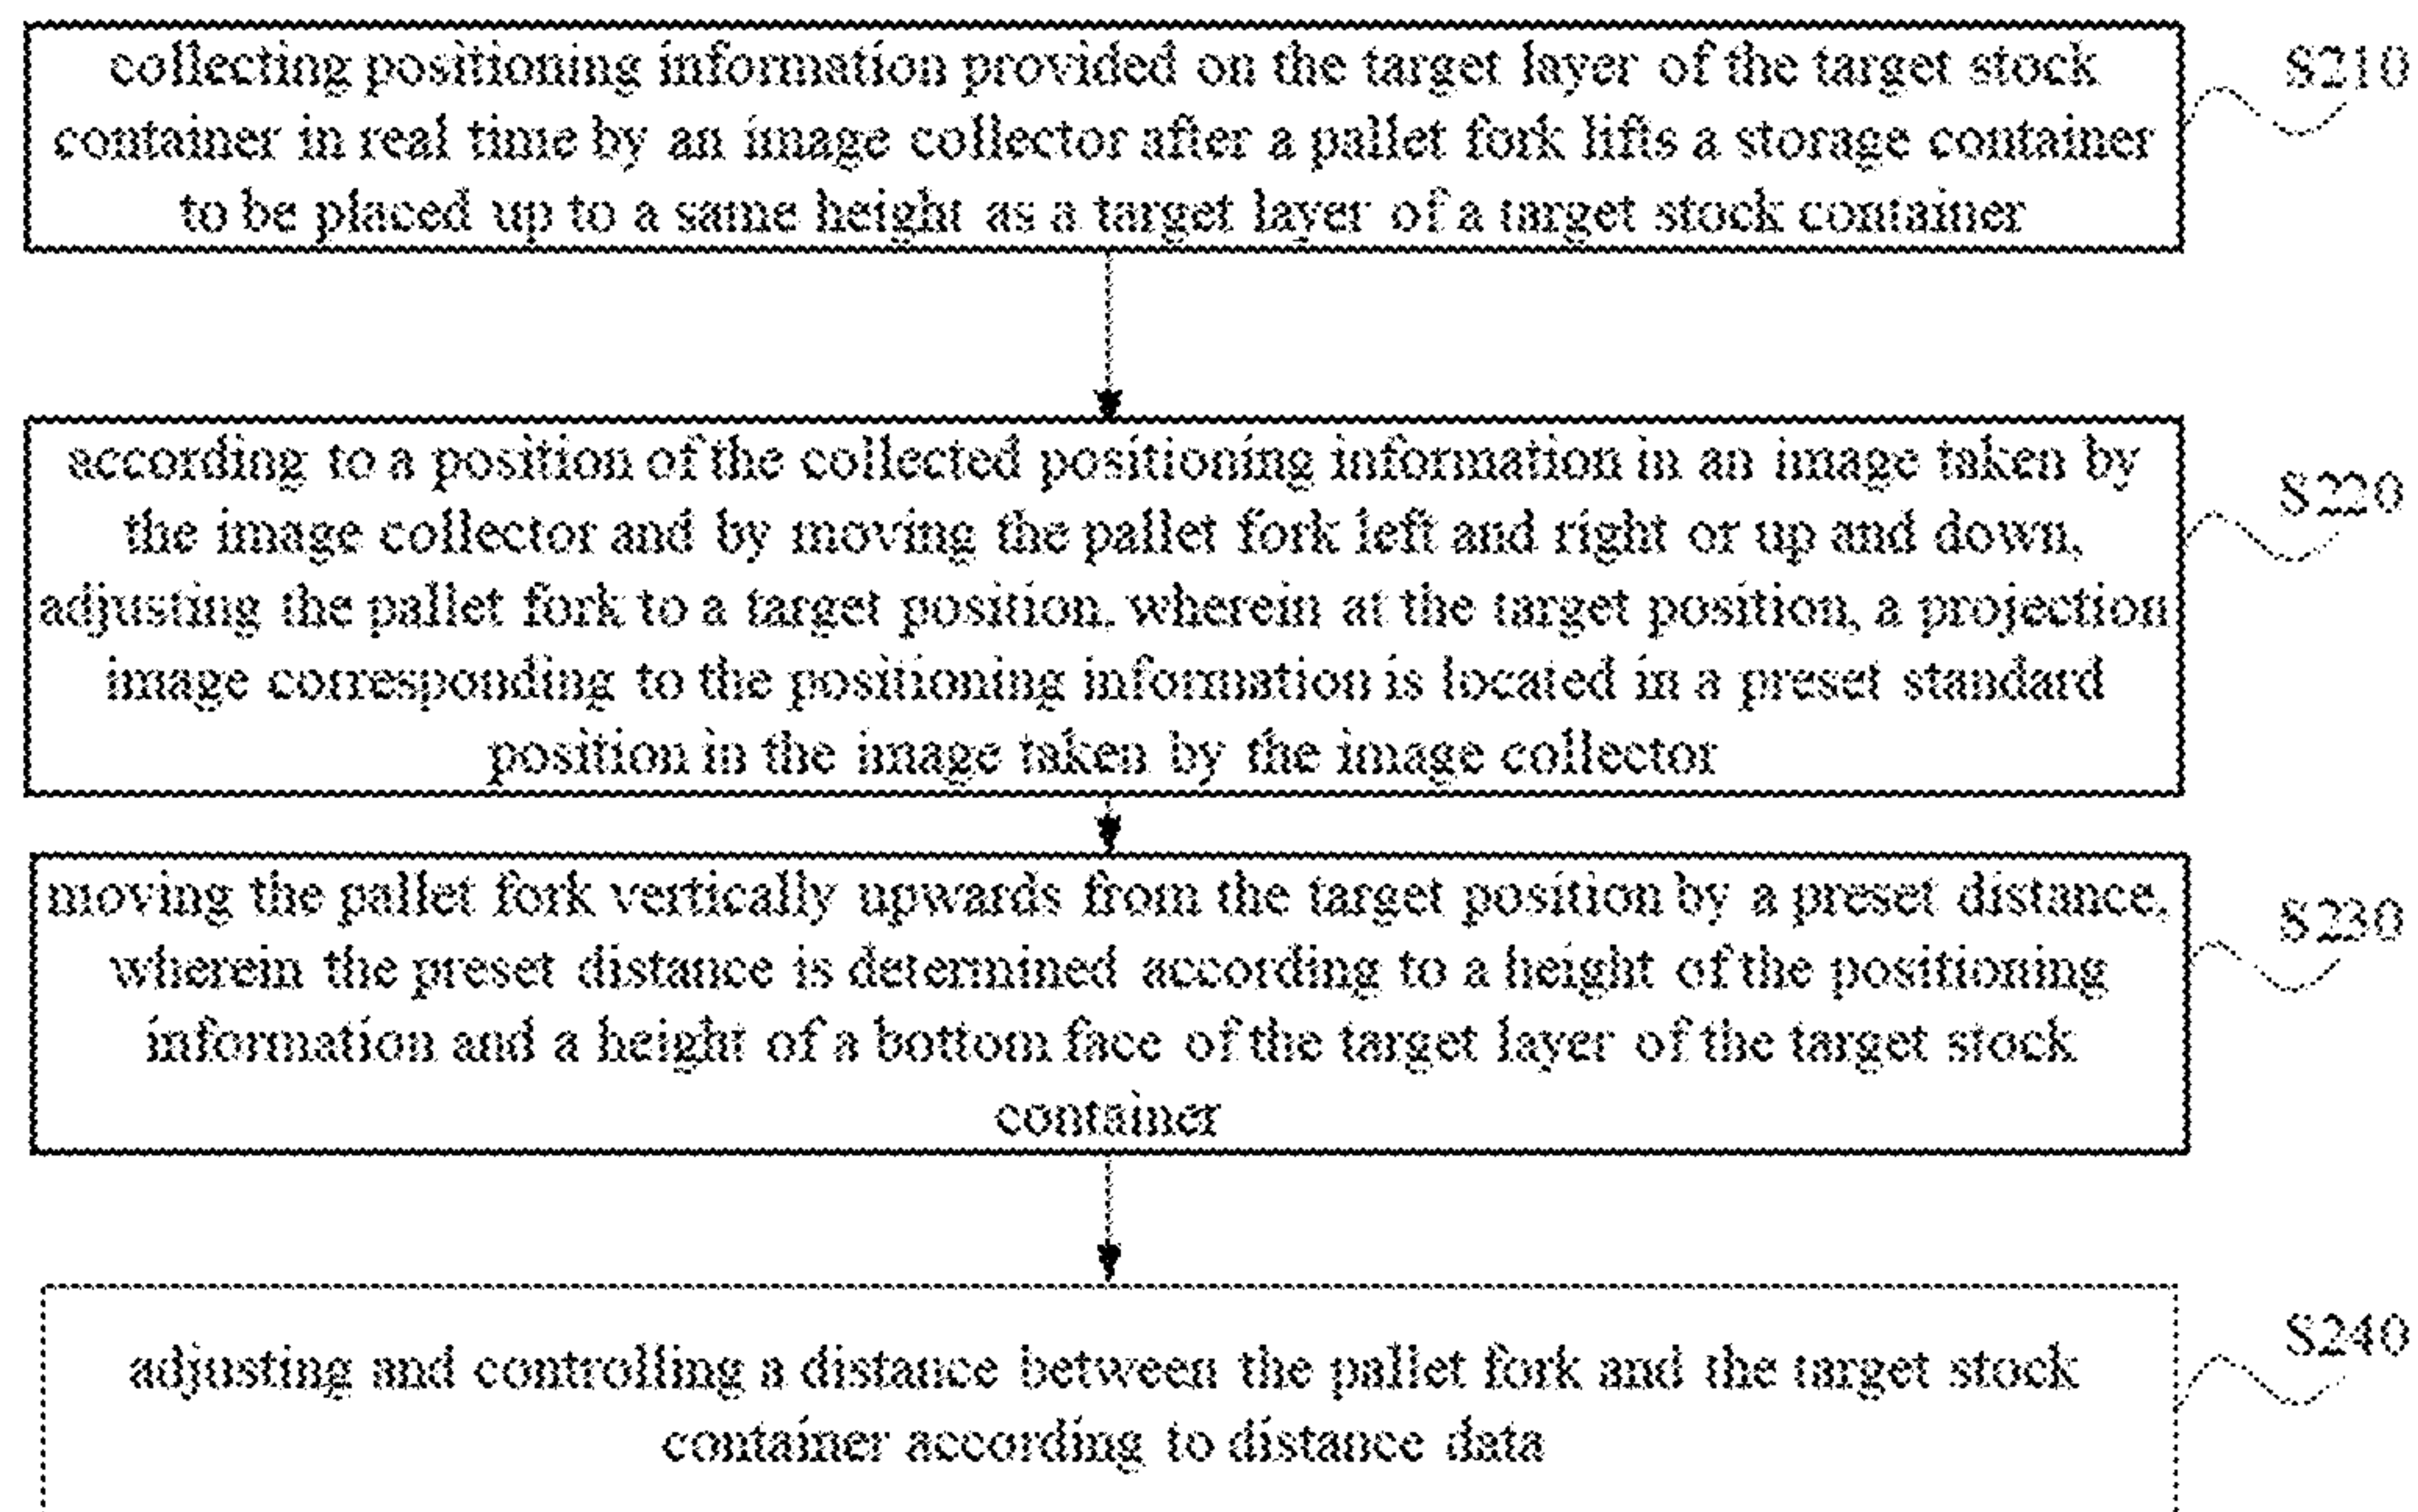 collecting positioning information provided on the target layer of the target stock
container in real time by an image collector after a pallet fork lifts a storage container
to be placed up to a same height as a target layer of a target stock container
S210
according to a position of the collected positioning information in an image taken by
the image collector and by moving the pallet fork left and right or up and down,
adjusting the pallet fork to a target position, wherein at the target position, a projection
image corresponding to the positioning information is located in a preset standard
position in the image taken by the image collector
S220
moving the pallet fork vertically upwards from the target position by a preset distance,
wherein the preset distance is determined according to a height of the positioning
information and a height of a bottom face of the target layer of the target stock
container
S230
adjusting and controlling a distance between the pallet fork and the target stock
container according to distance data
S240